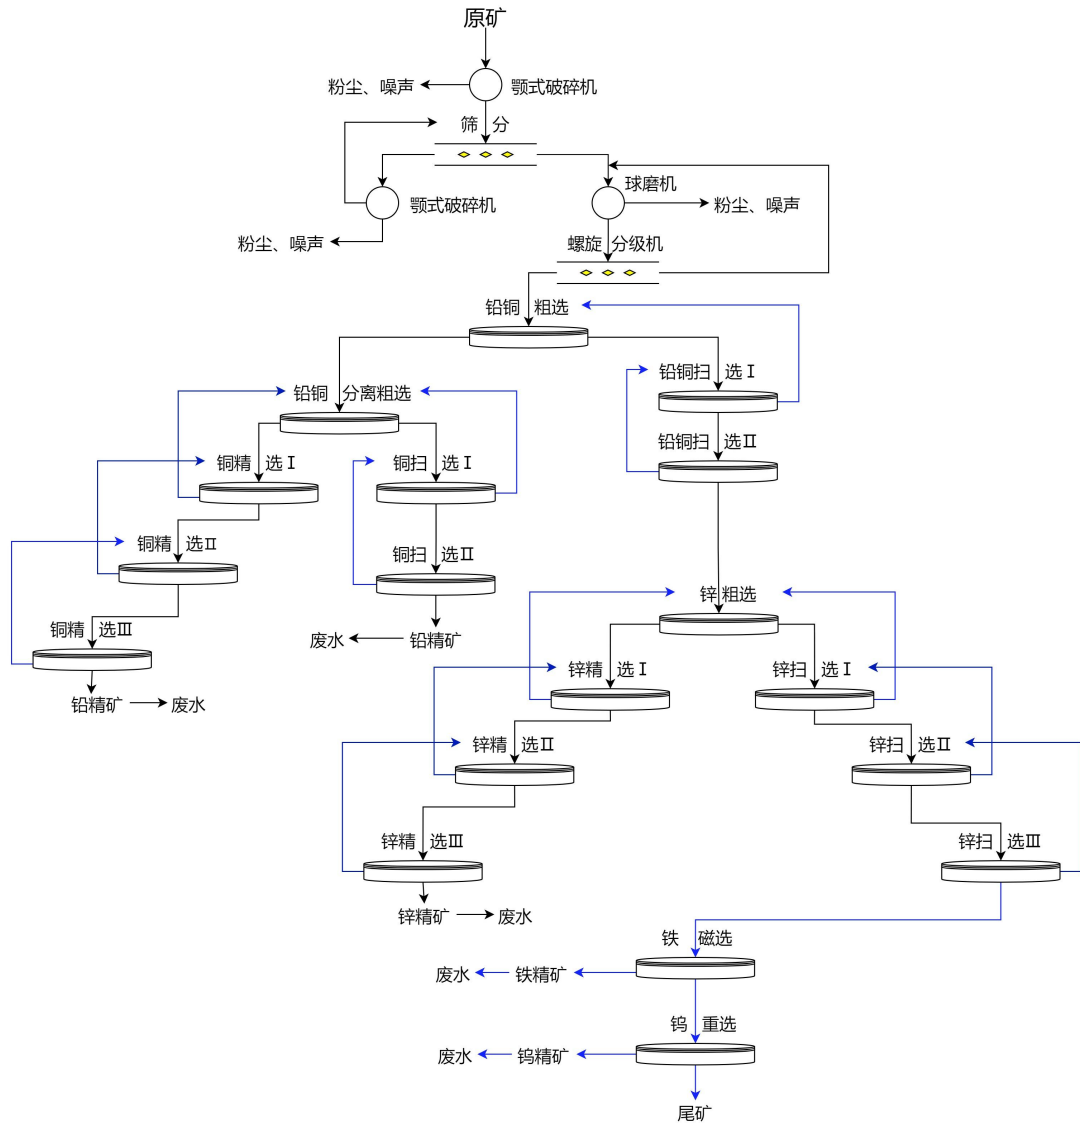 原矿
粉尘、噪声
颚式破碎机
筛分
球磨机
颚式破碎机
粉尘、噪声
粉尘、噪声
螺旋分级机
铅铜粗选
铅铜扫选Ⅰ
铅铜分离粗选
铅铜扫选Ⅱ
铜精选Ⅰ
铜扫选Ⅰ
铜精选Ⅱ
铜扫选Ⅱ
锌粗选
铜精选Ⅲ
废水
铅精矿
锌精选Ⅰ
锌扫选Ⅰ
铅精矿
废水
锌精选Ⅱ
锌扫选Ⅱ
锌精选Ⅲ
锌扫选Ⅲ
锌精矿
废水
铁磁选
废水
铁精矿
钨重选
废水
钨精矿
尾矿